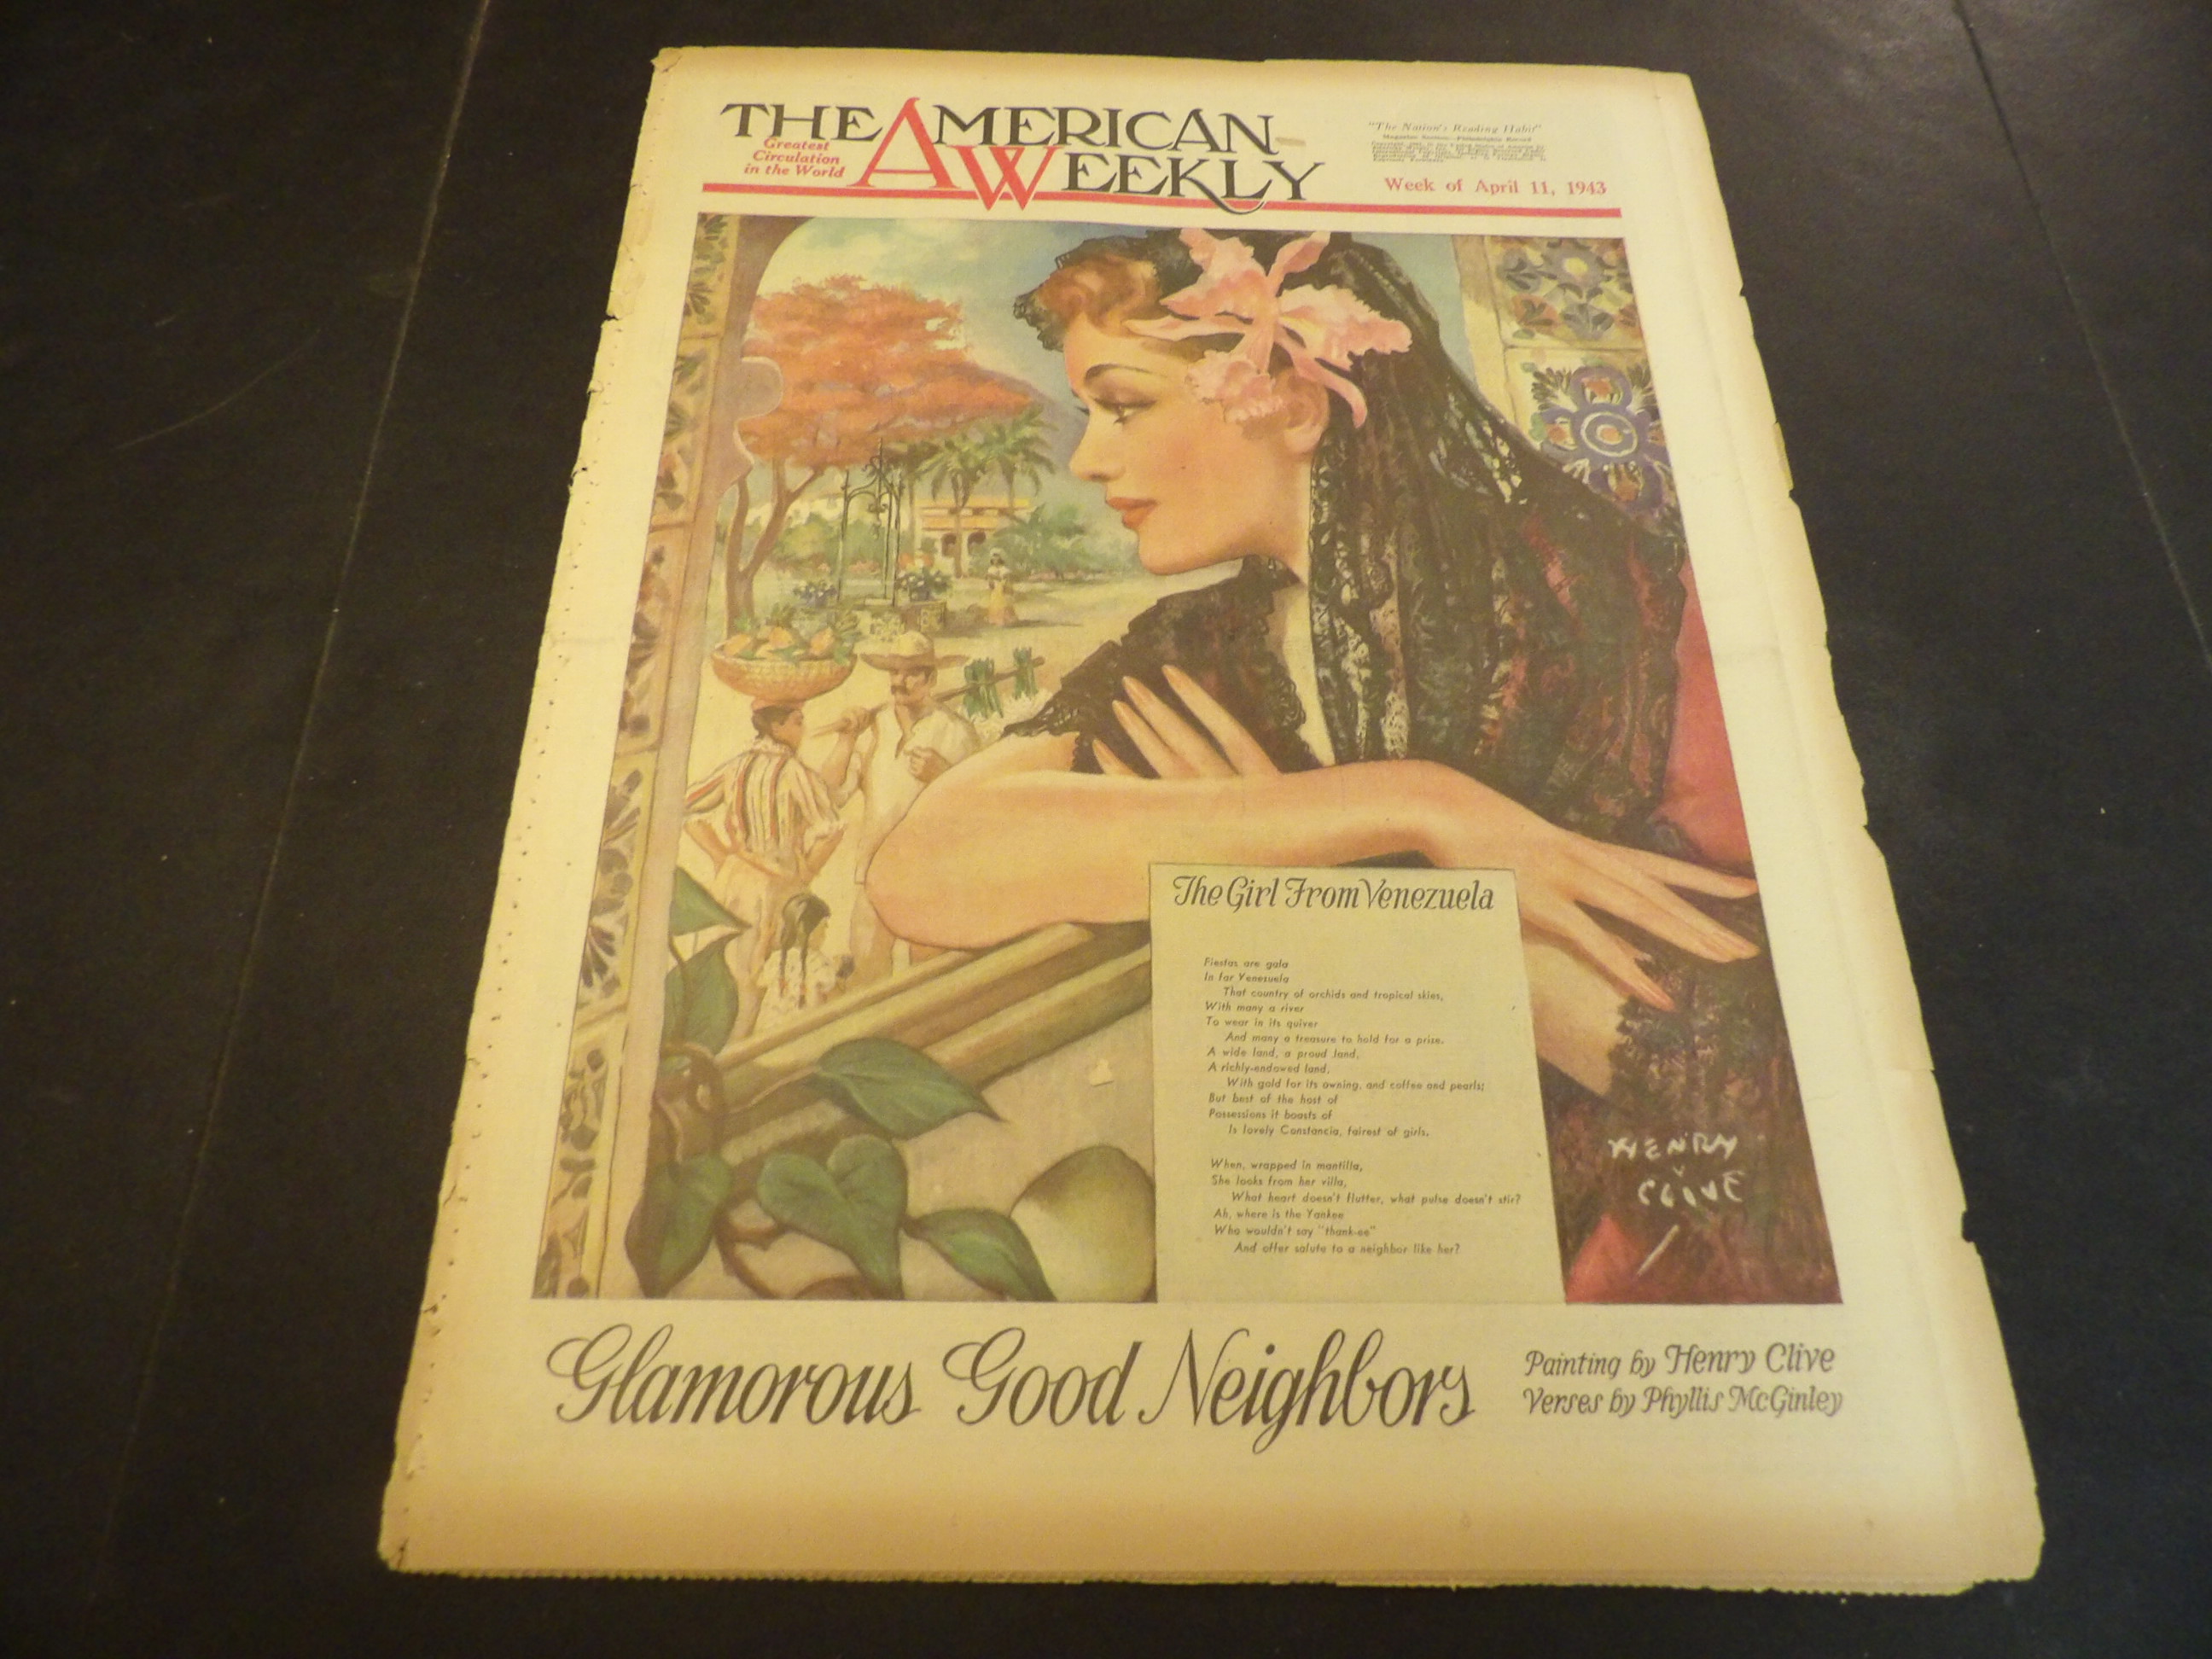 THE AMERICAN
WEEKLY
Greatest
Circulation
in the World
"The Nation's Reading Habit"
Week of April 11, 1943
The Girl From Venezuela
Fiestas are gala
In far Venezuela
That country of orchids and tropical skies,
With many a river
To wear in its quiver
And many a treasure to hold for a prize.
A wide land, a proud land,
A richly-endowed land,
With gold for its owning, and coffee and pearls;
But best of the host of
Possessions it boasts of
Is lovely Constancia, fairest of girls.
When, wrapped in mantilla,
She looks from her villa,
What heart doesn't flutter, what pulse doesn't stir?
Ah, where is the Yankee
Who wouldn't say "thank-ee"
And offer salute to a neighbor like her?
HENRY
CLIVE
Glamorous Good Neighbors
Painting by Henry Clive
Verses by Phyllis McGinley